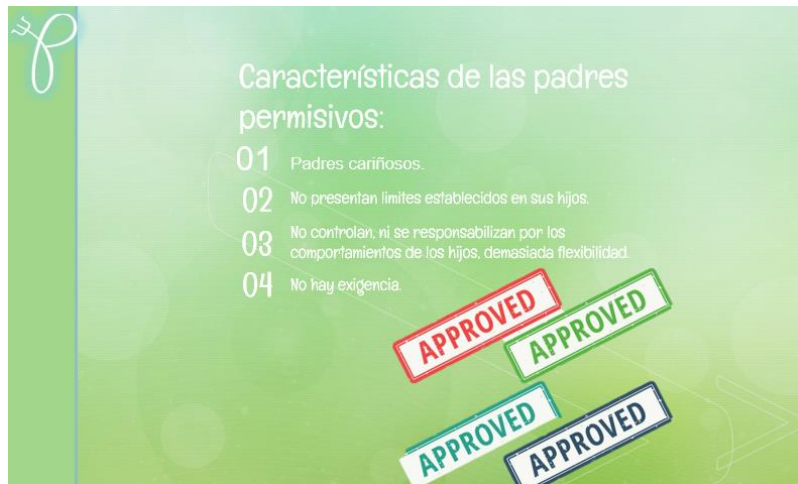 Características de las padres
permisivos:
01 Padres cariñosos.
02 No presentan limites establecidos en sus hijos.
03 No controlan, ni se responsabilizan por los
comportamientos de los hijos, demasiada flexibilidad.
04 No hay exigencia.
APPROVED
APPROVED
APPROVED
APPROVED